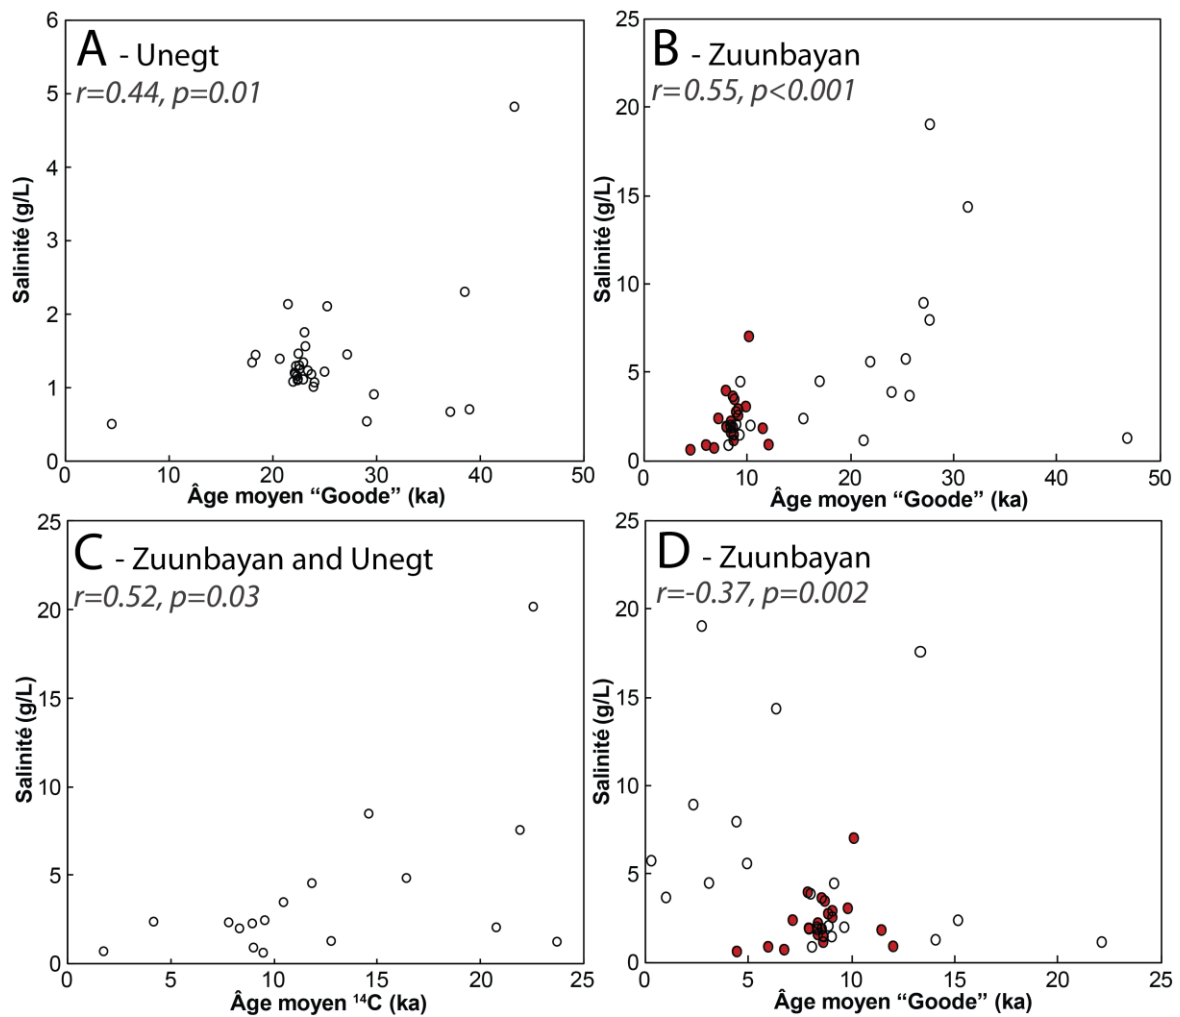 A - Unegt
r=0.44, p=0.01
6
5
4
3
2
1
0
Salinité (g/L)
0 10 20 30 40 50
Âge moyen “Goode” (ka)
B - Zuunbayan
r=0.55, p<0.001
25
20
15
10
5
0
Salinité (g/L)
0 10 20 30 40 50
Âge moyen “Goode” (ka)
C - Zuunbayan and Unegt
r=0.52, p=0.03
25
20
15
10
5
0
Salinité (g/L)
0 5 10 15 20 25
Âge moyen ¹⁴C (ka)
D - Zuunbayan
r=-0.37, p=0.002
25
20
15
10
5
0
Salinité (g/L)
0 5 10 15 20 25
Âge moyen “Goode” (ka)